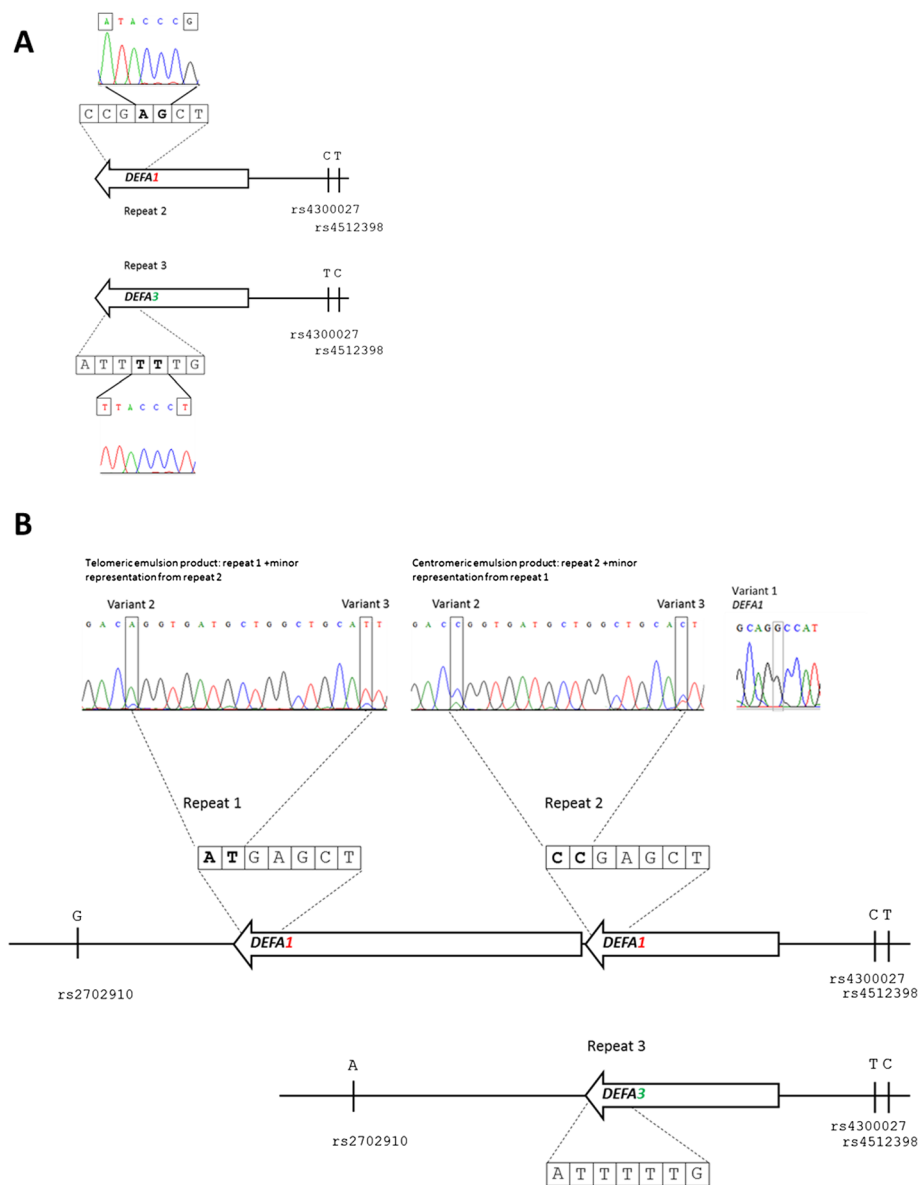 A
A T A C C C G
C C G A G C T
C T
DEFA1
Repeat 2
rs4300027
rs4512398
Repeat 3
T C
DEFA3
rs4300027
rs4512398
A T T T T T G
T T A C C C T
B
Telomeric emulsion product: repeat 1 +minor
representation from repeat 2
Centromeric emulsion product: repeat 2 +minor
representation from repeat 1
Variant 1
DEFA1
Variant 2
Variant 3
Variant 2
Variant 3
G A C A G G T G A T G C T G G C T G C A T T
G A C C G G T G A T G C T G G C T G C A C T
G C A G G C C A T
Repeat 1
Repeat 2
A T G A G C T
C C G A G C T
G
C T
DEFA1
DEFA1
rs2702910
rs4300027
rs4512398
Repeat 3
A
T C
DEFA3
rs2702910
rs4300027
rs4512398
A T T T T T G